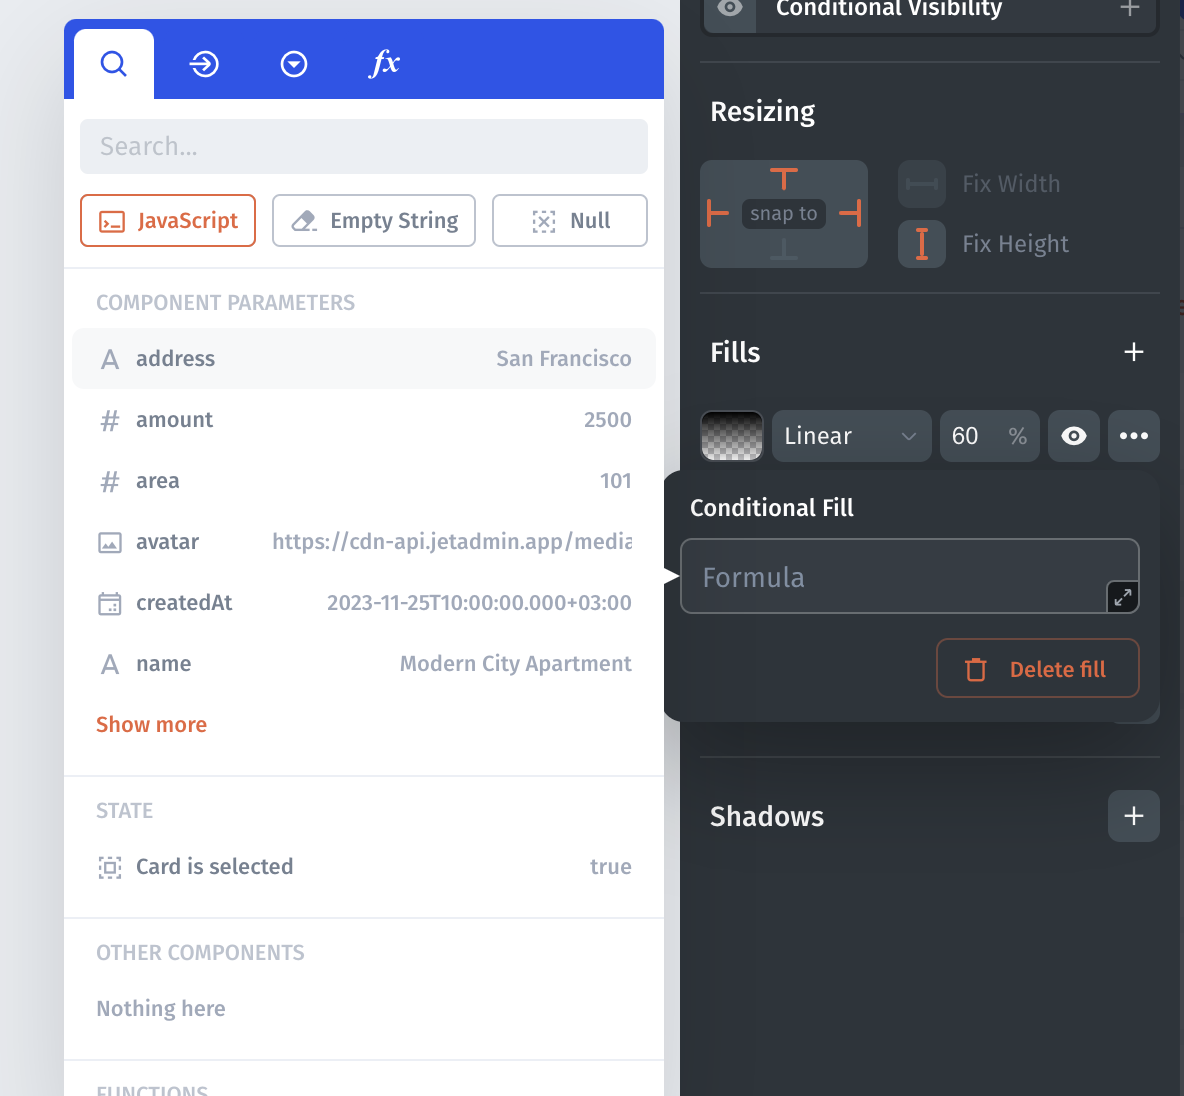 fx
Search...
JavaScript
Empty String
Null
COMPONENT PARAMETERS
address San Francisco
# amount 2500
# area 101
avatar https://cdn-api.jetadmin.app/media
createdAt 2023-11-25T10:00:00.000+03:00
name Modern City Apartment
Show more
STATE
Card is selected true
OTHER COMPONENTS
Nothing here
FUNCTIONS
Conditional Visibility
Resizing
snap to
Fix Width
Fix Height
Fills
Linear 60 %
Conditional Fill
Formula
Delete fill
Shadows